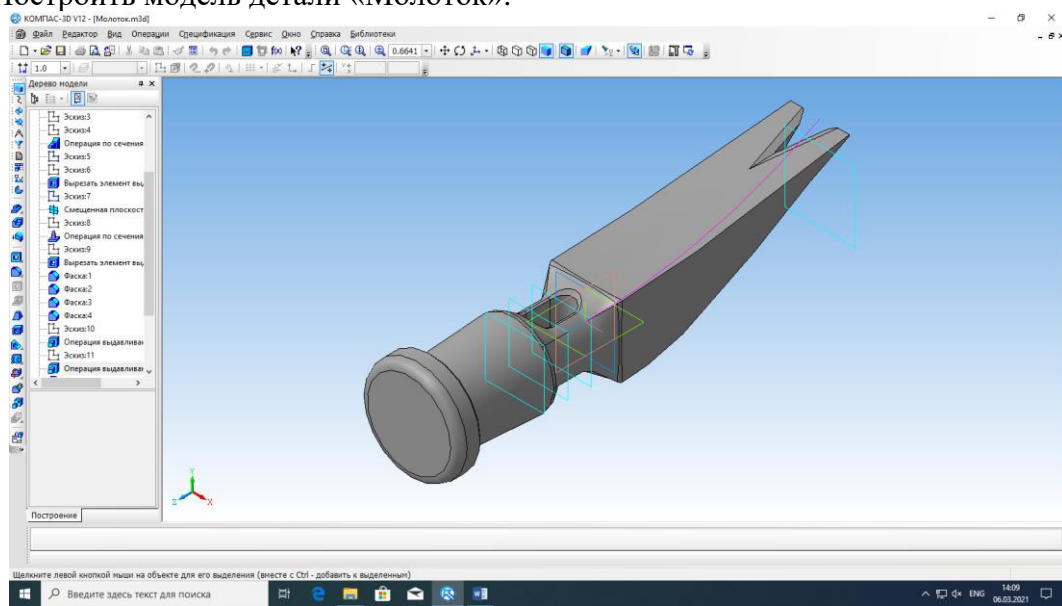 Построить модель детали «Молоток».
КОМПАС-3D V12 - [Молоток.m3d]
Файл Редактор Вид Операции Спецификация Сервис Окно Справка Библиотеки
0.6641
1.0
Дерево модели
Эскиз:3
Эскиз:4
Операция по сечения
Эскиз:5
Эскиз:6
Вырезать элемент вы
Эскиз:7
Смещенная плоскост
Эскиз:8
Операция по сечения
Эскиз:9
Вырезать элемент вы
Фаска:1
Фаска:2
Фаска:3
Фаска:4
Эскиз:10
Операция выдавливан
Эскиз:11
Операция выдавливан
Y
Z X
Построение
Щелкните левой кнопкой мыши на объекте для его выделения (вместе с Ctrl - добавить к выделенным)
Введите здесь текст для поиска
ENG
14:09
06.03.2021